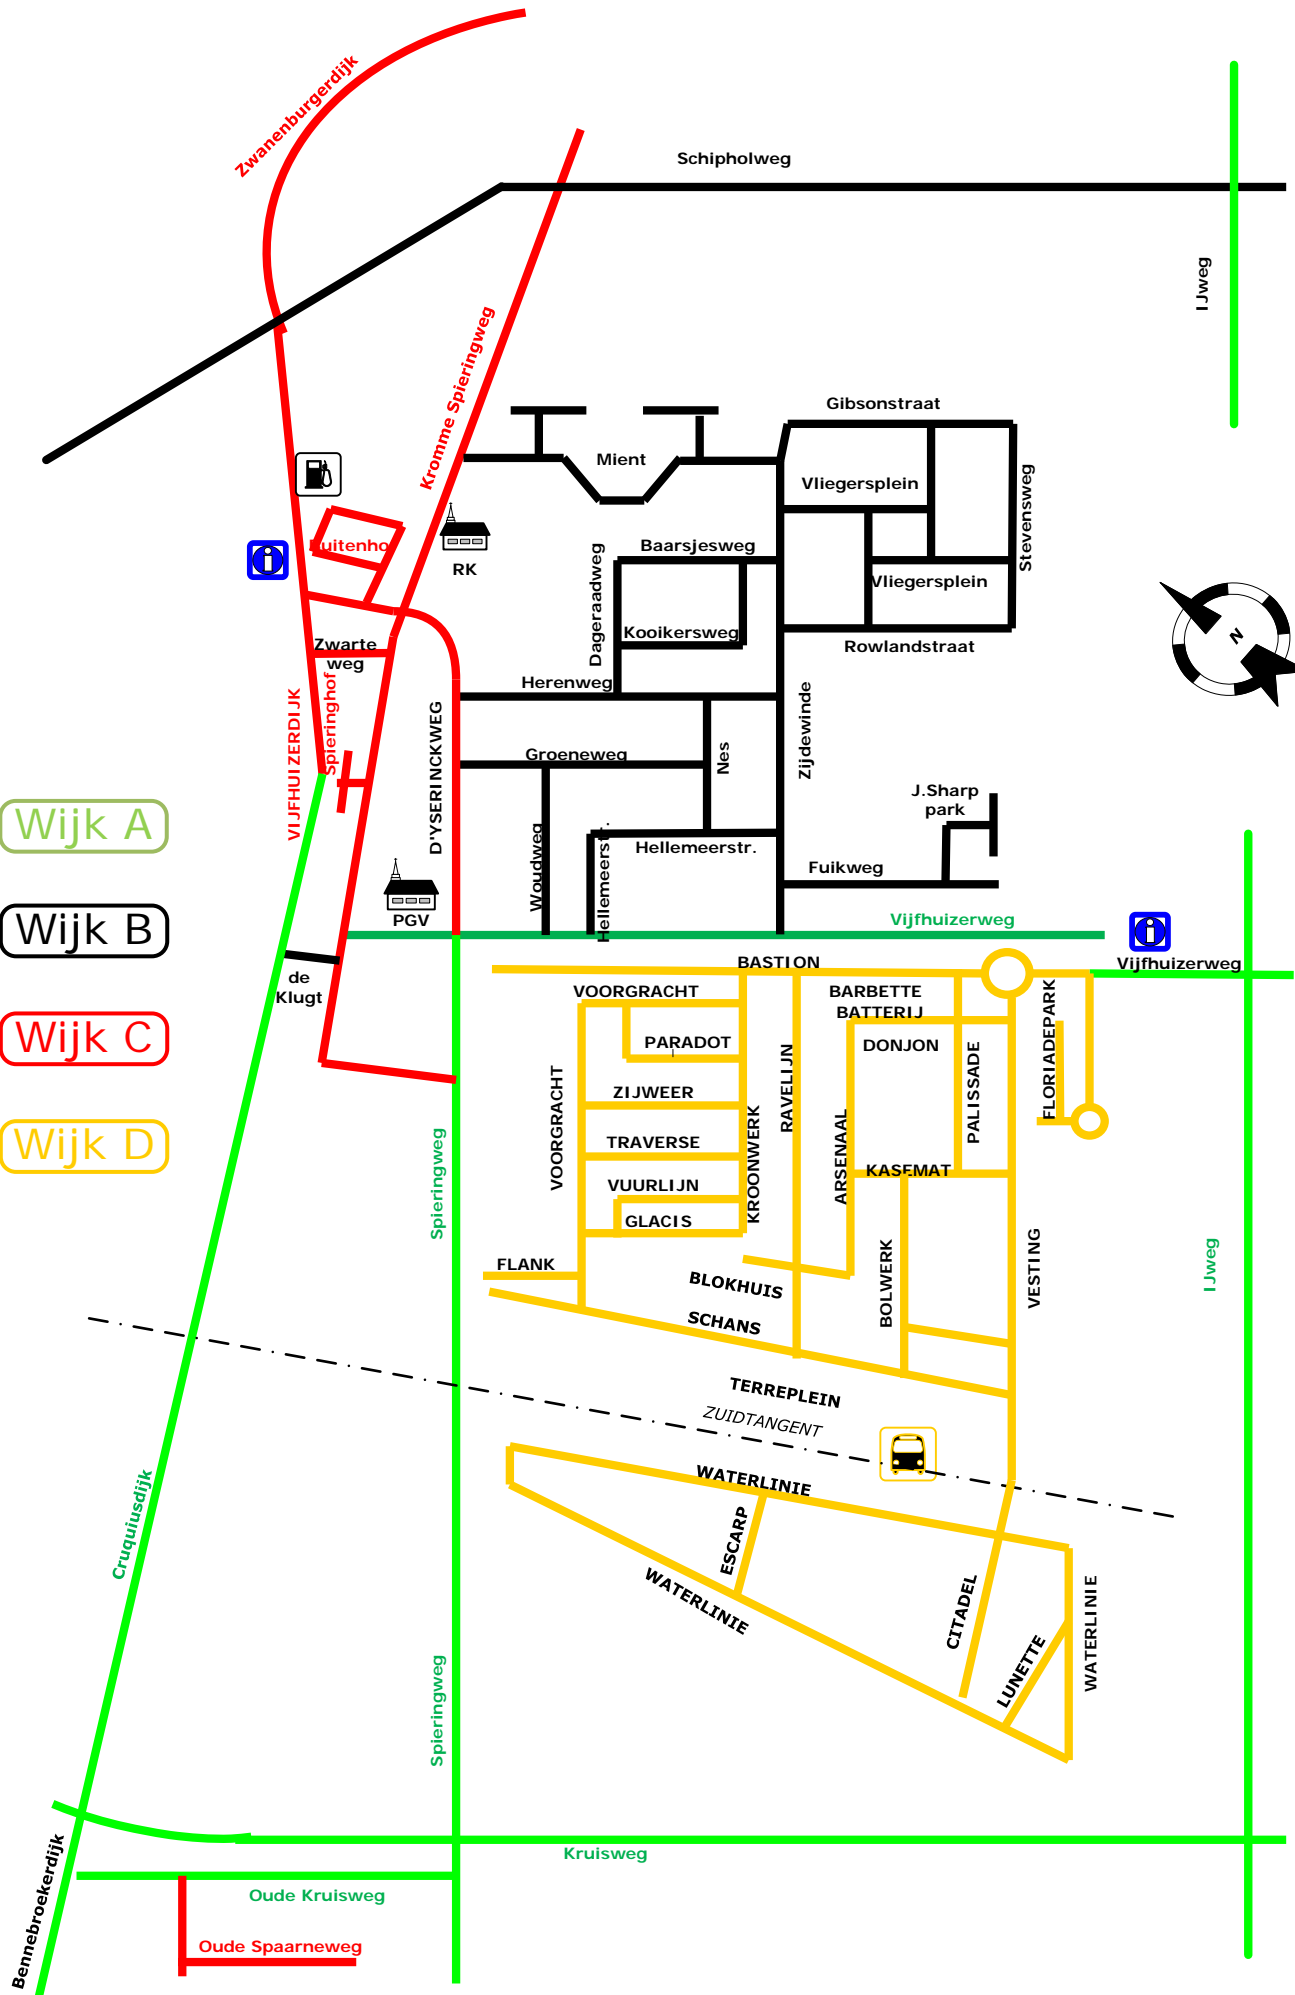 Zwanenburgerdijk
Schipholweg
IJweg
Kromme Spieringweg
Gibsonstraat
Mient
Vliegersplein
Stevensweg
Buitenhof
RK
Baarsjesweg
Dageraadweg
Vliegersplein
Kooikersweg
Rowlandstraat
N
Zwarte
weg
Herenweg
Spieringhof
VIJFHUIZERDIJK
D'YSERINCKWEG
Groeneweg
Nes
Zijdewinde
J.Sharp
park
Wijk A
Woudweg
Hellemeerstr.
Hellemeerstr.
Fuikweg
Wijk B
PGV
Vijfhuizerweg
Vijfhuizerweg
de
Klugt
BASTION
VOORGRACHT
BARBETTE
BATTERIJ
FLORIADEPARK
Wijk C
PARADOT
DONJON
PALISSADE
RAVELIJN
ZIJWEER
VOORGRACHT
Wijk D
TRAVERSE
KROONWERK
ARSENAAL
KASEMAT
VUURLIJN
GLACIS
Spieringweg
FLANK
BLOKHUIS
BOLWERK
VESTING
IJweg
SCHANS
TERREPLEIN
ZUIDTANGENT
WATERLINIE
ESCARP
Cruquiusdijk
WATERLINIE
CITADEL
LUNETTE
WATERLINIE
Spieringweg
Kruisweg
Bennebroekerdijk
Oude Kruisweg
Oude Spaarneweg